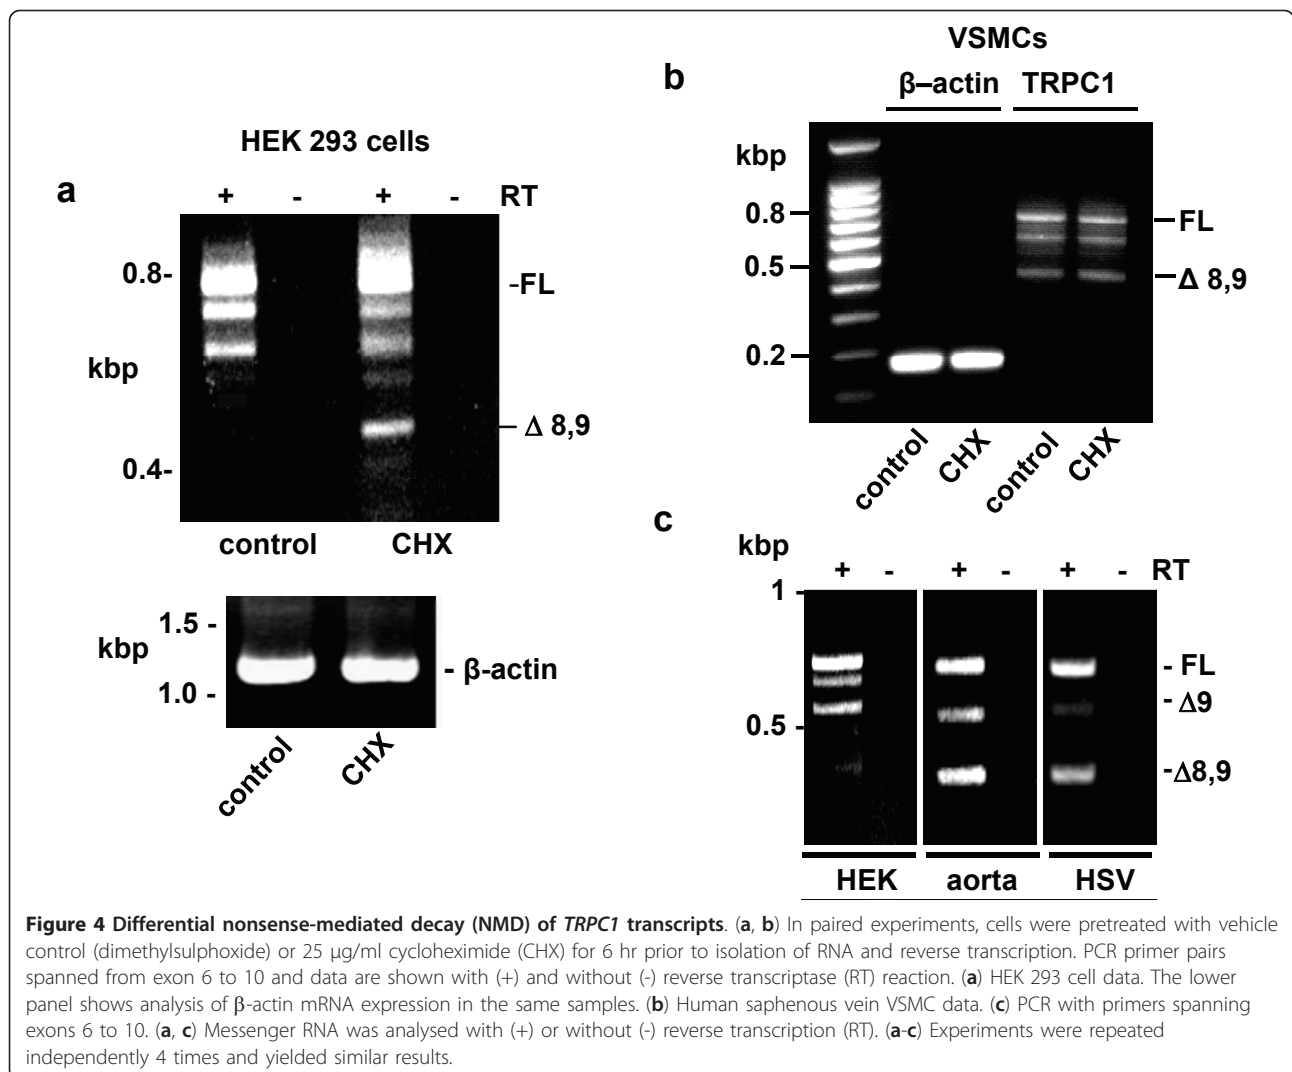 HEK 293 cells
a
+ - + - RT
0.8-
-FL
kbp
Δ 8,9
0.4-
control CHX
1.5 -
kbp
- β-actin
1.0 -
control CHX
VSMCs
b
β–actin TRPC1
kbp
0.8
FL
0.5
Δ 8,9
0.2
control CHX control CHX
c
kbp
+ - + - + - RT
1
- FL
- Δ9
0.5
-Δ8,9
HEK aorta HSV
Figure 4 Differential nonsense-mediated decay (NMD) of TRPC1 transcripts. (a, b) In paired experiments, cells were pretreated with vehicle
control (dimethylsulphoxide) or 25 μg/ml cycloheximide (CHX) for 6 hr prior to isolation of RNA and reverse transcription. PCR primer pairs
spanned from exon 6 to 10 and data are shown with (+) and without (-) reverse transcriptase (RT) reaction. (a) HEK 293 cell data. The lower
panel shows analysis of β-actin mRNA expression in the same samples. (b) Human saphenous vein VSMC data. (c) PCR with primers spanning
exons 6 to 10. (a, c) Messenger RNA was analysed with (+) or without (-) reverse transcription (RT). (a-c) Experiments were repeated
independently 4 times and yielded similar results.